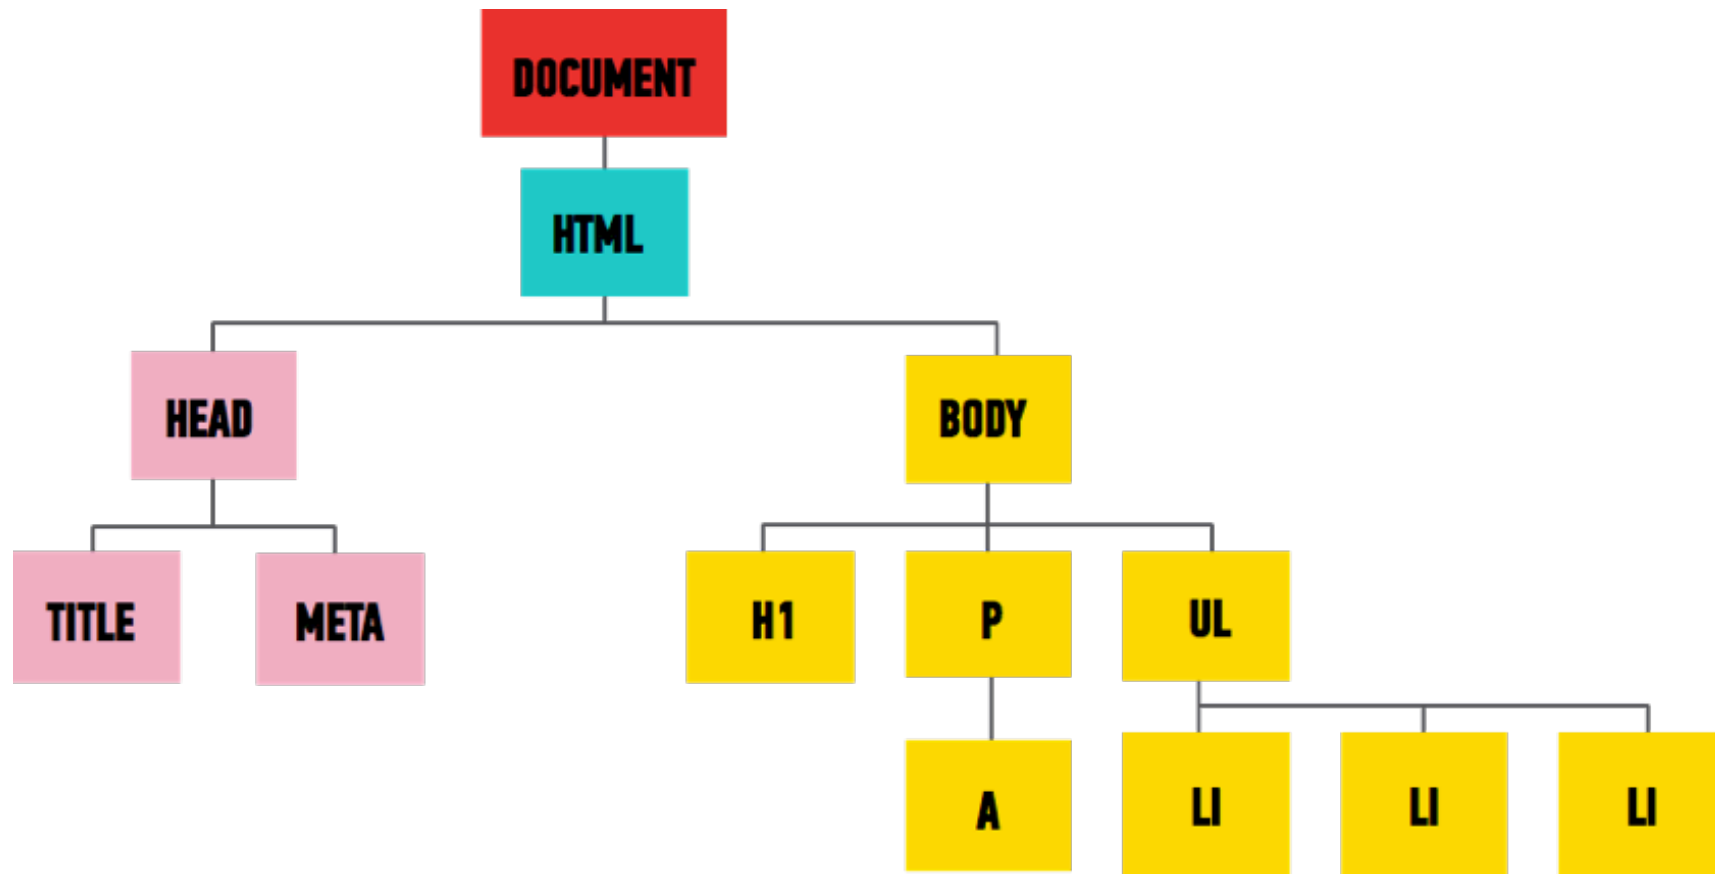 DOCUMENT
HTML
HEAD
BODY
TITLE
META
H1
P
UL
A
LI
LI
LI